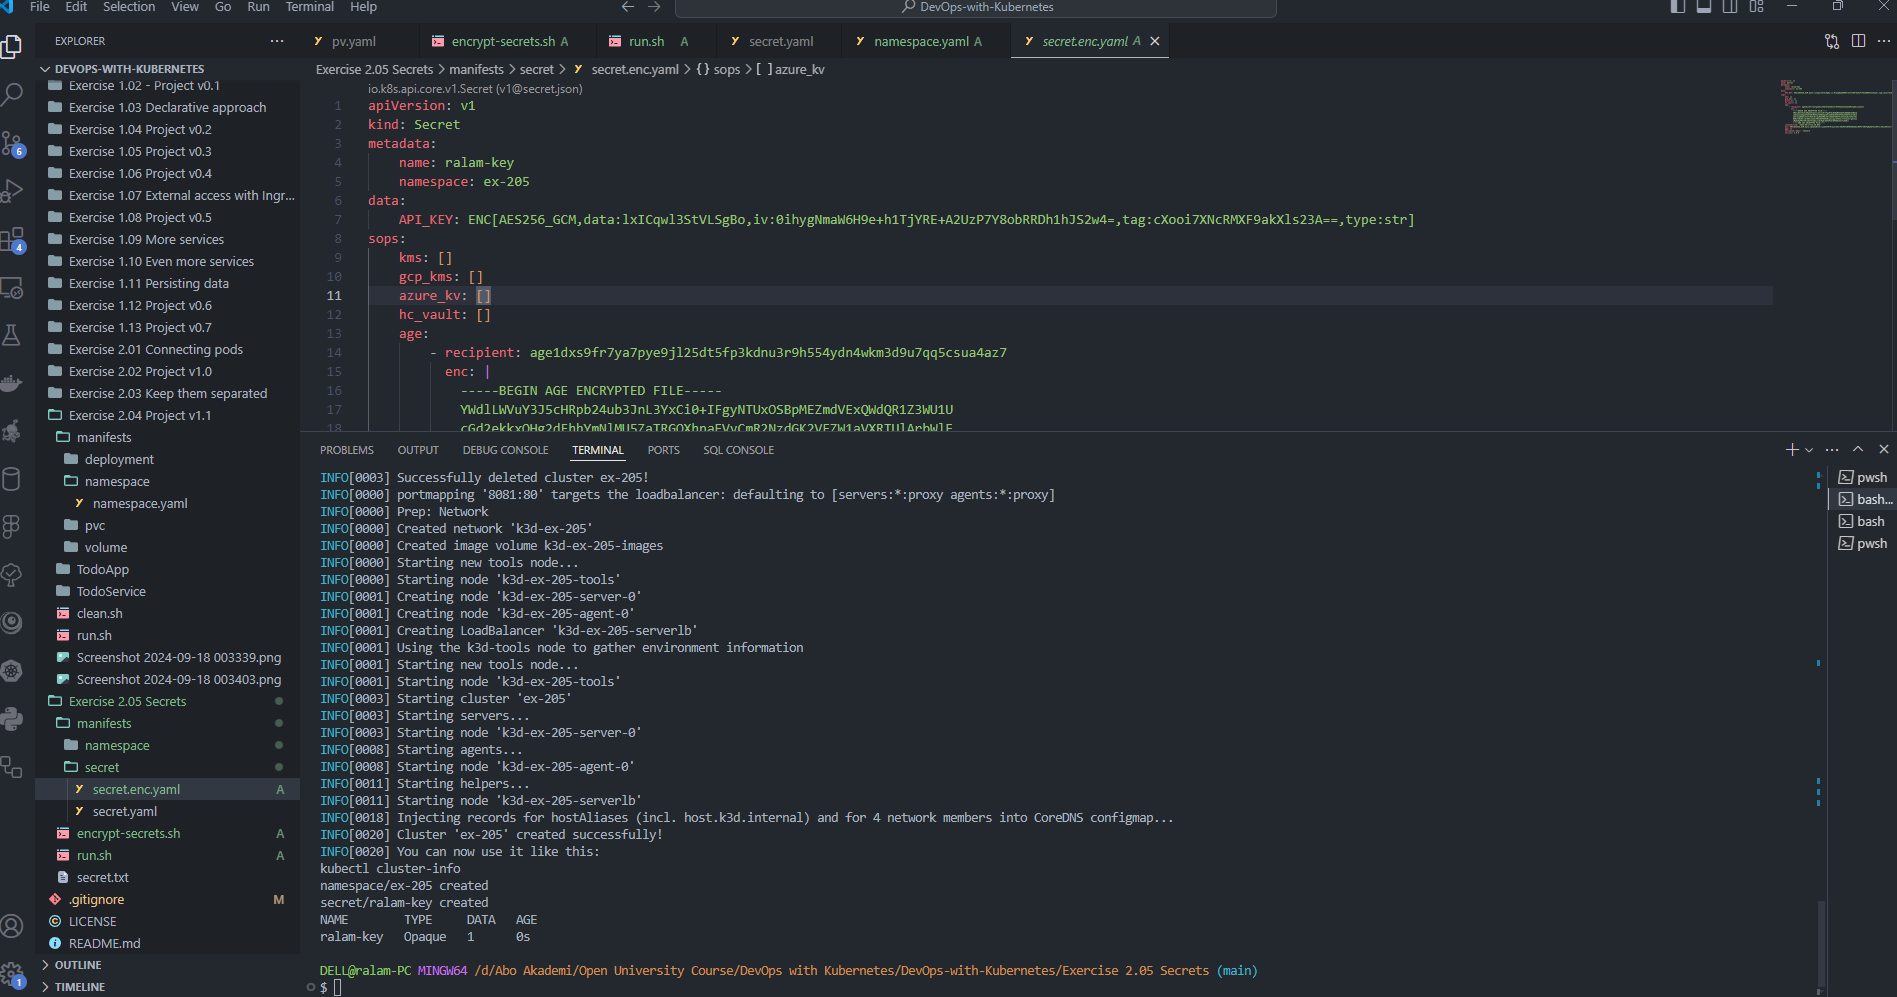 File Edit Selection View Go Run Terminal Help
DevOps-with-Kubernetes
EXPLORER
pv.yaml
encrypt-secrets.sh A
run.sh A
secret.yaml
namespace.yaml A
secret.enc.yaml A
DEVOPS-WITH-KUBERNETES
Exercise 1.02 - Project v0.1
Exercise 1.03 Declarative approach
Exercise 1.04 Project v0.2
Exercise 1.05 Project v0.3
Exercise 1.06 Project v0.4
Exercise 1.07 External access with Ingr...
Exercise 1.08 Project v0.5
Exercise 1.09 More services
Exercise 1.10 Even more services
Exercise 1.11 Persisting data
Exercise 1.12 Project v0.6
Exercise 1.13 Project v0.7
Exercise 2.01 Connecting pods
Exercise 2.02 Project v1.0
Exercise 2.03 Keep them separated
Exercise 2.04 Project v1.1
manifests
deployment
namespace
namespace.yaml
pvc
volume
TodoApp
TodoService
clean.sh
run.sh
Screenshot 2024-09-18 003339.png
Screenshot 2024-09-18 003403.png
Exercise 2.05 Secrets
manifests
namespace
secret
secret.enc.yaml A
secret.yaml
encrypt-secrets.sh A
run.sh A
secret.txt
.gitignore M
LICENSE
README.md
OUTLINE
TIMELINE
6
4
1
Exercise 2.05 Secrets > manifests > secret > secret.enc.yaml > {} sops > [ ] azure_kv
io.k8s.api.core.v1.Secret (v1@secret.json)
1 apiVersion: v1
2 kind: Secret
3 metadata:
4 name: ralam-key
5 namespace: ex-205
6 data:
7 API_KEY: ENC[AES256_GCM,data:lxICqwl3StVLSgBo,iv:0ihygNmaW6H9e+h1TjYRE+A2UzP7Y8obRRDh1hJS2w4=,tag:cXooi7XNcRMXF9akXls23A==,type:str]
8 sops:
9 kms: []
10 gcp_kms: []
11 azure_kv: []
12 hc_vault: []
13 age:
14 - recipient: age1dxs9fr7ya7pye9jl25dt5fp3kdnu3r9h554ydn4wkm3d9u7qq5csua4az7
15 enc: |
16 -----BEGIN AGE ENCRYPTED FILE-----
17 YWdlLWVuY3J5cHRpb24ub3JnL3YxCi0+IFgyNTUxOSBpMEZmdVExQWdQR1Z3WU1U
18
PROBLEMS OUTPUT DEBUG CONSOLE TERMINAL PORTS SQL CONSOLE
INFO[0003] Successfully deleted cluster ex-205!
INFO[0000] portmapping '8081:80' targets the loadbalancer: defaulting to [servers:*:proxy agents:*:proxy]
INFO[0000] Prep: Network
INFO[0000] Created network 'k3d-ex-205'
INFO[0000] Created image volume k3d-ex-205-images
INFO[0000] Starting new tools node...
INFO[0000] Starting node 'k3d-ex-205-tools'
INFO[0001] Creating node 'k3d-ex-205-server-0'
INFO[0001] Creating node 'k3d-ex-205-agent-0'
INFO[0001] Creating LoadBalancer 'k3d-ex-205-serverlb'
INFO[0001] Using the k3d-tools node to gather environment information
INFO[0001] Starting new tools node...
INFO[0001] Starting node 'k3d-ex-205-tools'
INFO[0003] Starting cluster 'ex-205'
INFO[0003] Starting servers...
INFO[0003] Starting node 'k3d-ex-205-server-0'
INFO[0008] Starting agents...
INFO[0008] Starting node 'k3d-ex-205-agent-0'
INFO[0011] Starting helpers...
INFO[0011] Starting node 'k3d-ex-205-serverlb'
INFO[0018] Injecting records for hostAliases (incl. host.k3d.internal) and for 4 network members into CoreDNS configmap...
INFO[0020] Cluster 'ex-205' created successfully!
INFO[0020] You can now use it like this:
kubectl cluster-info
namespace/ex-205 created
secret/ralam-key created
NAME TYPE DATA AGE
ralam-key Opaque 1 0s
DELL@ralam-PC MINGW64 /d/Abo Akademi/Open University Course/DevOps with Kubernetes/DevOps-with-Kubernetes/Exercise 2.05 Secrets (main)
$
pwsh
bash...
bash
pwsh